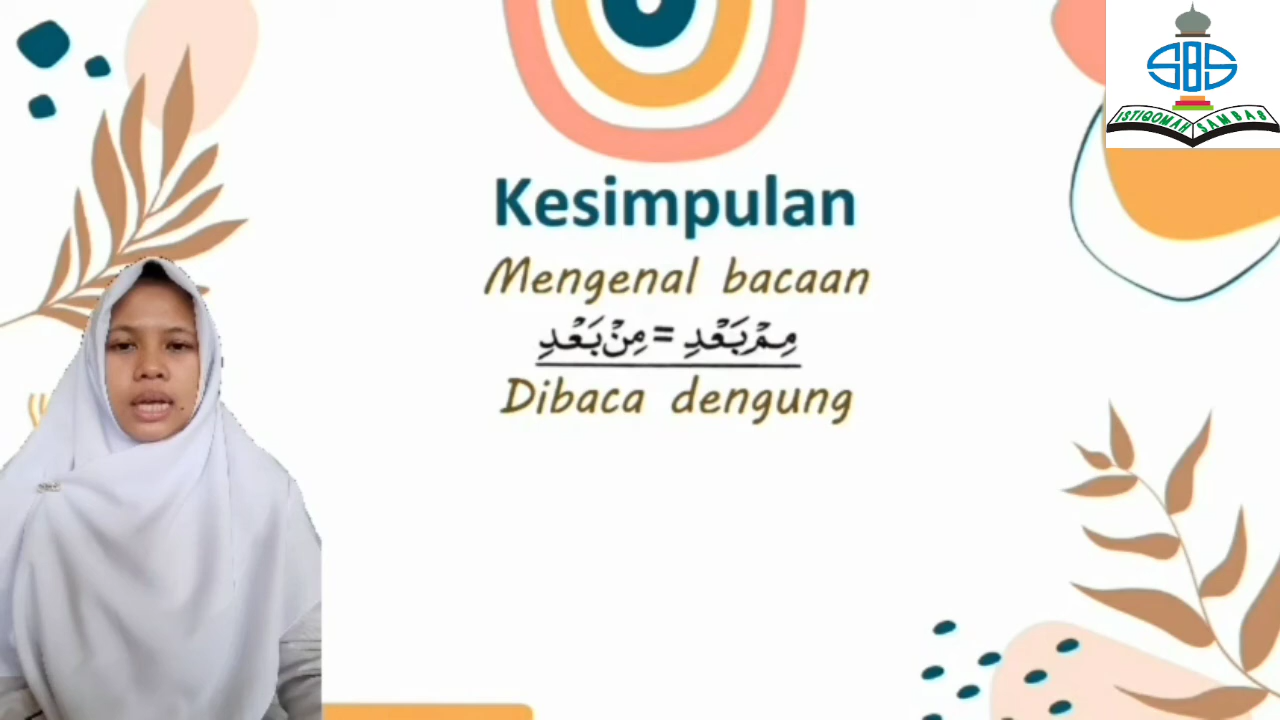 SBS
ISTIQOMAH SAMBAS
Kesimpulan
Mengenal bacaan
مِمْبَعْدِ = مِنْۢبَعْدِ
Dibaca dengung